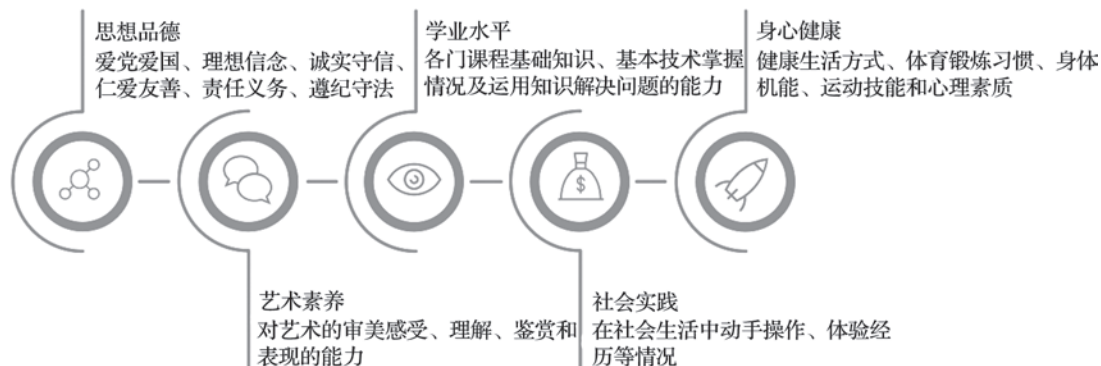 思想品德
爱党爱国、理想信念、诚实守信、
仁爱友善、责任义务、遵纪守法
学业水平
各门课程基础知识、基本技术掌握
情况及运用知识解决问题的能力
身心健康
健康生活方式、体育锻炼习惯、身体
机能、运动技能和心理素质
$
艺术素养
对艺术的审美感受、理解、鉴赏和
表现的能力
社会实践
在社会生活中动手操作、体验经
历等情况